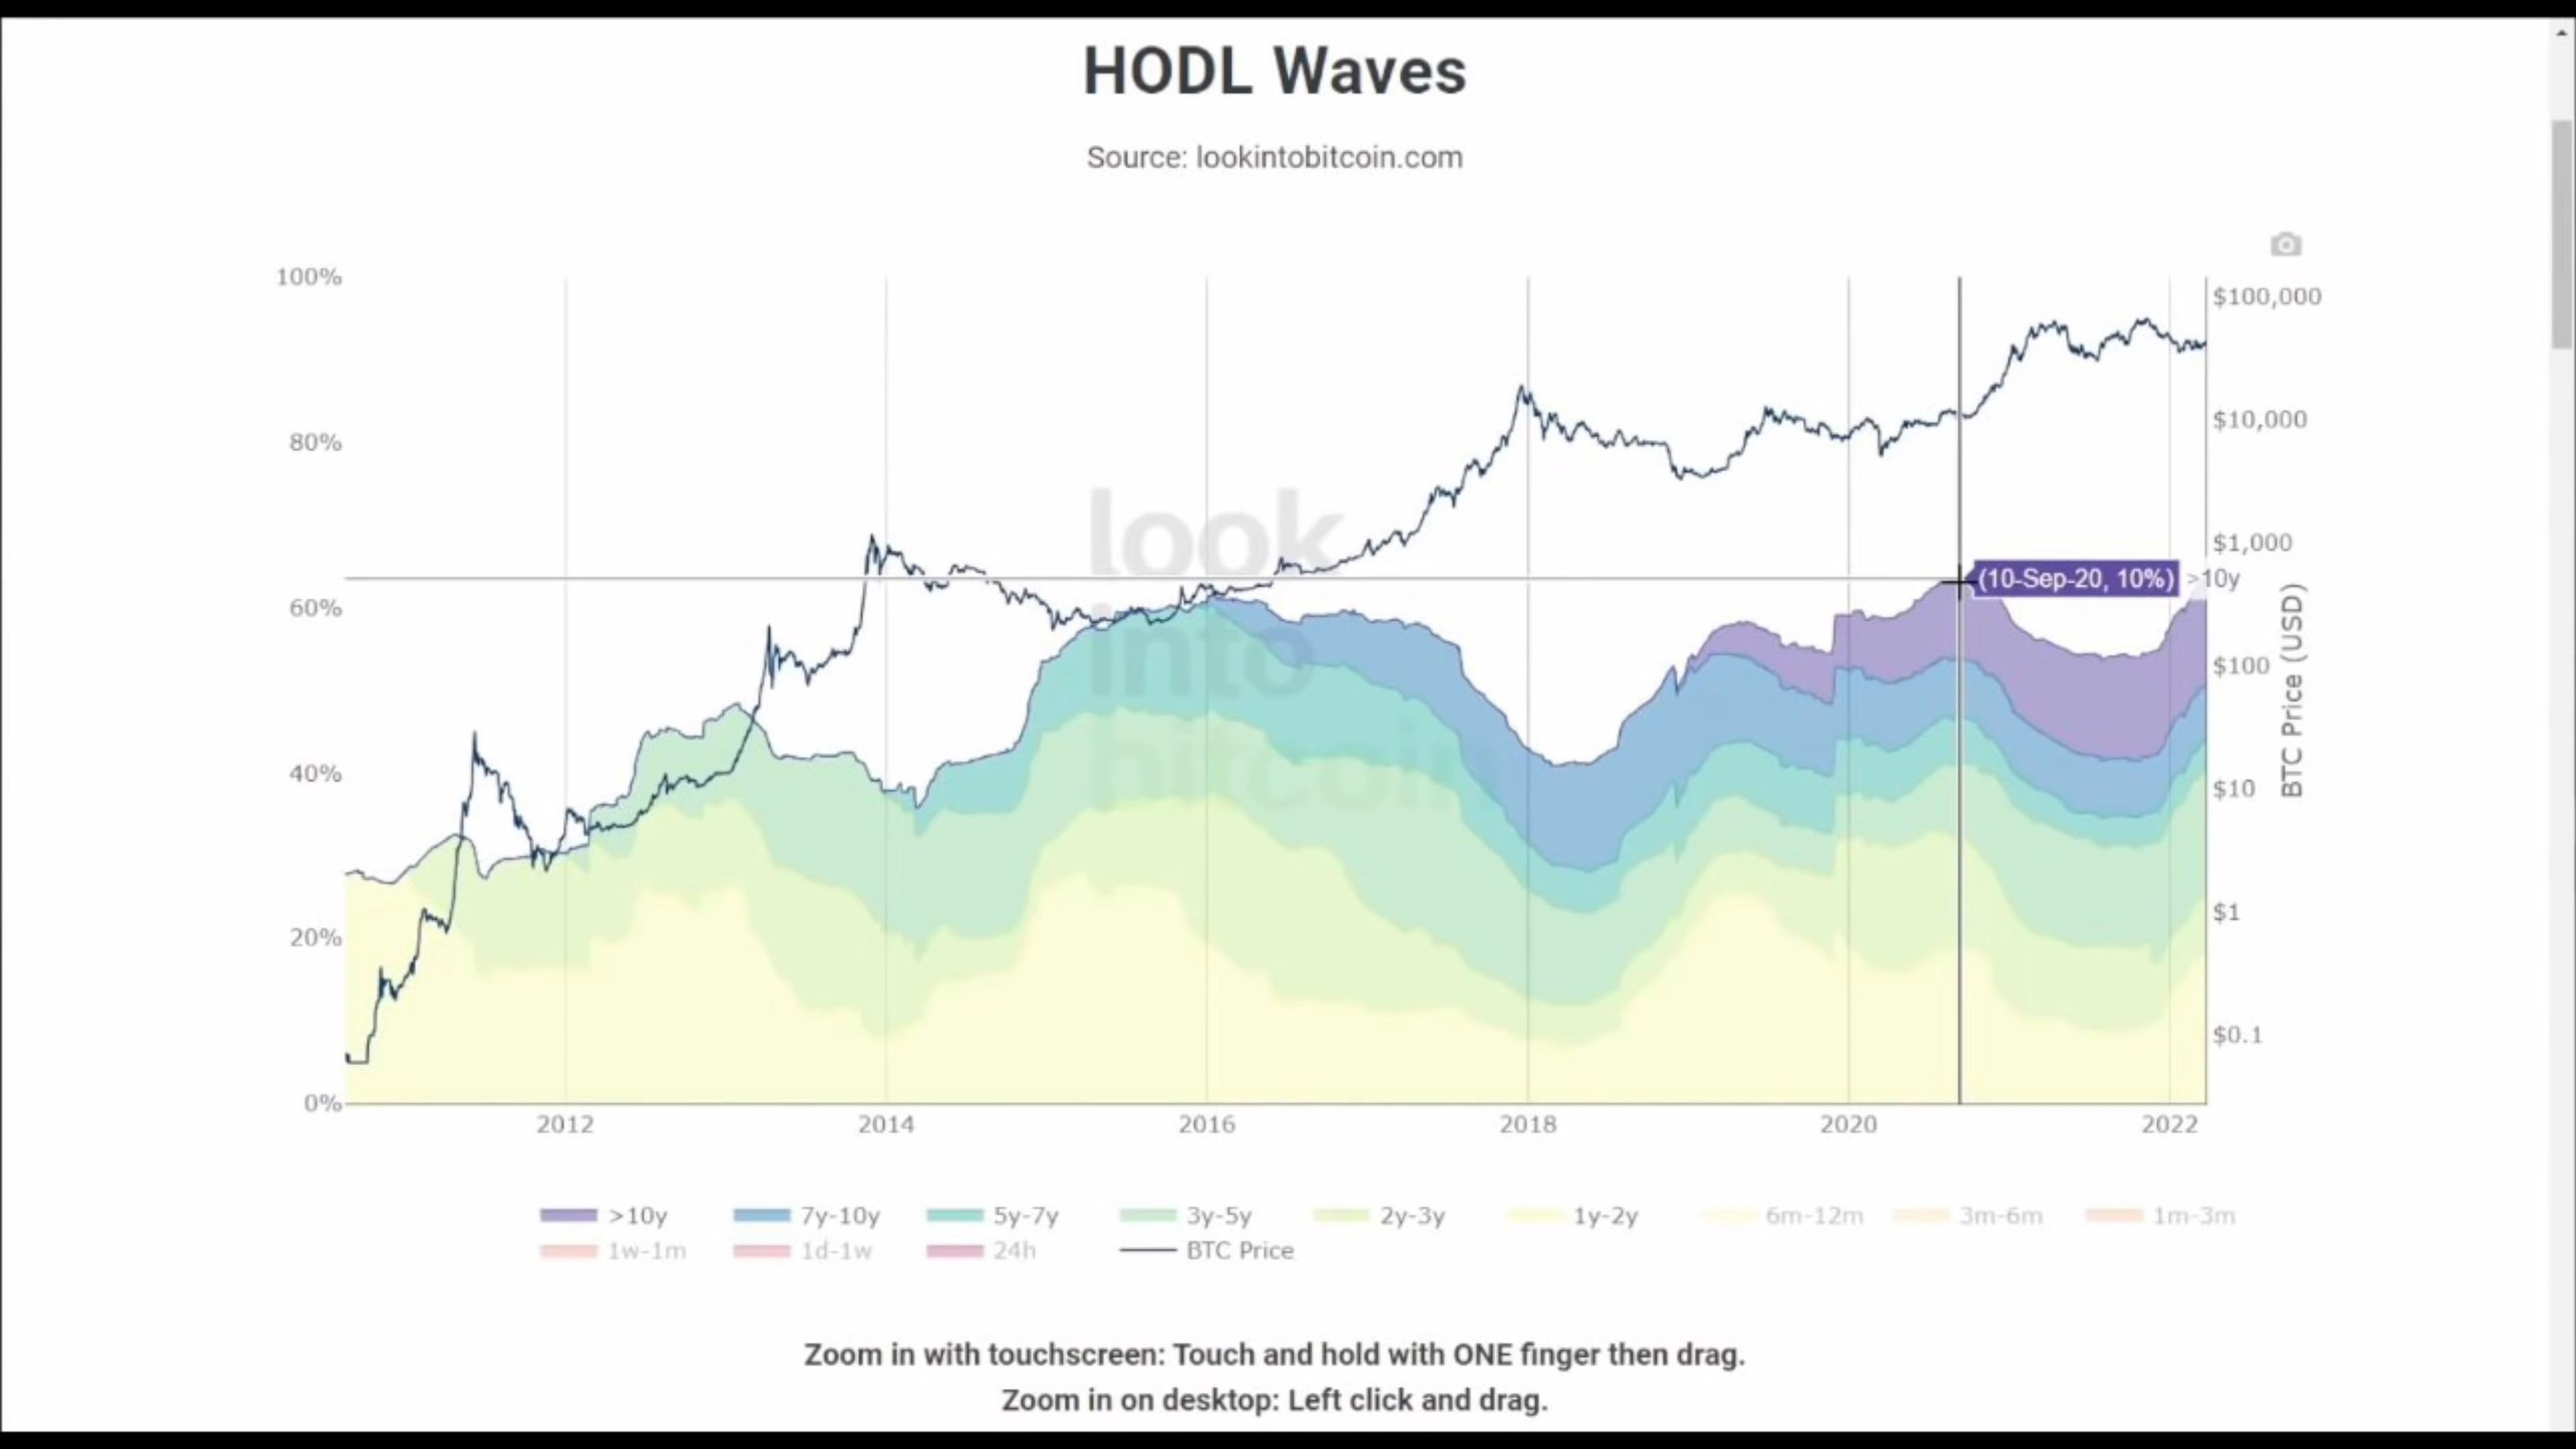 HODL Waves
Source: lookintobitcoin.com
100%
80%
60%
40%
20%
0%
look
into
bitcoin
$100,000
$10,000
$1,000
$100
$10
$1
$0.1
BTC Price (USD)
(10-Sep-20, 10%) >10y
2012 2014 2016 2018 2020 2022
>10y 7y-10y 5y-7y 3y-5y 2y-3y 1y-2y 6m-12m 3m-6m 1m-3m
1w-1m 1d-1w 24h BTC Price
Zoom in with touchscreen: Touch and hold with ONE finger then drag.
Zoom in on desktop: Left click and drag.